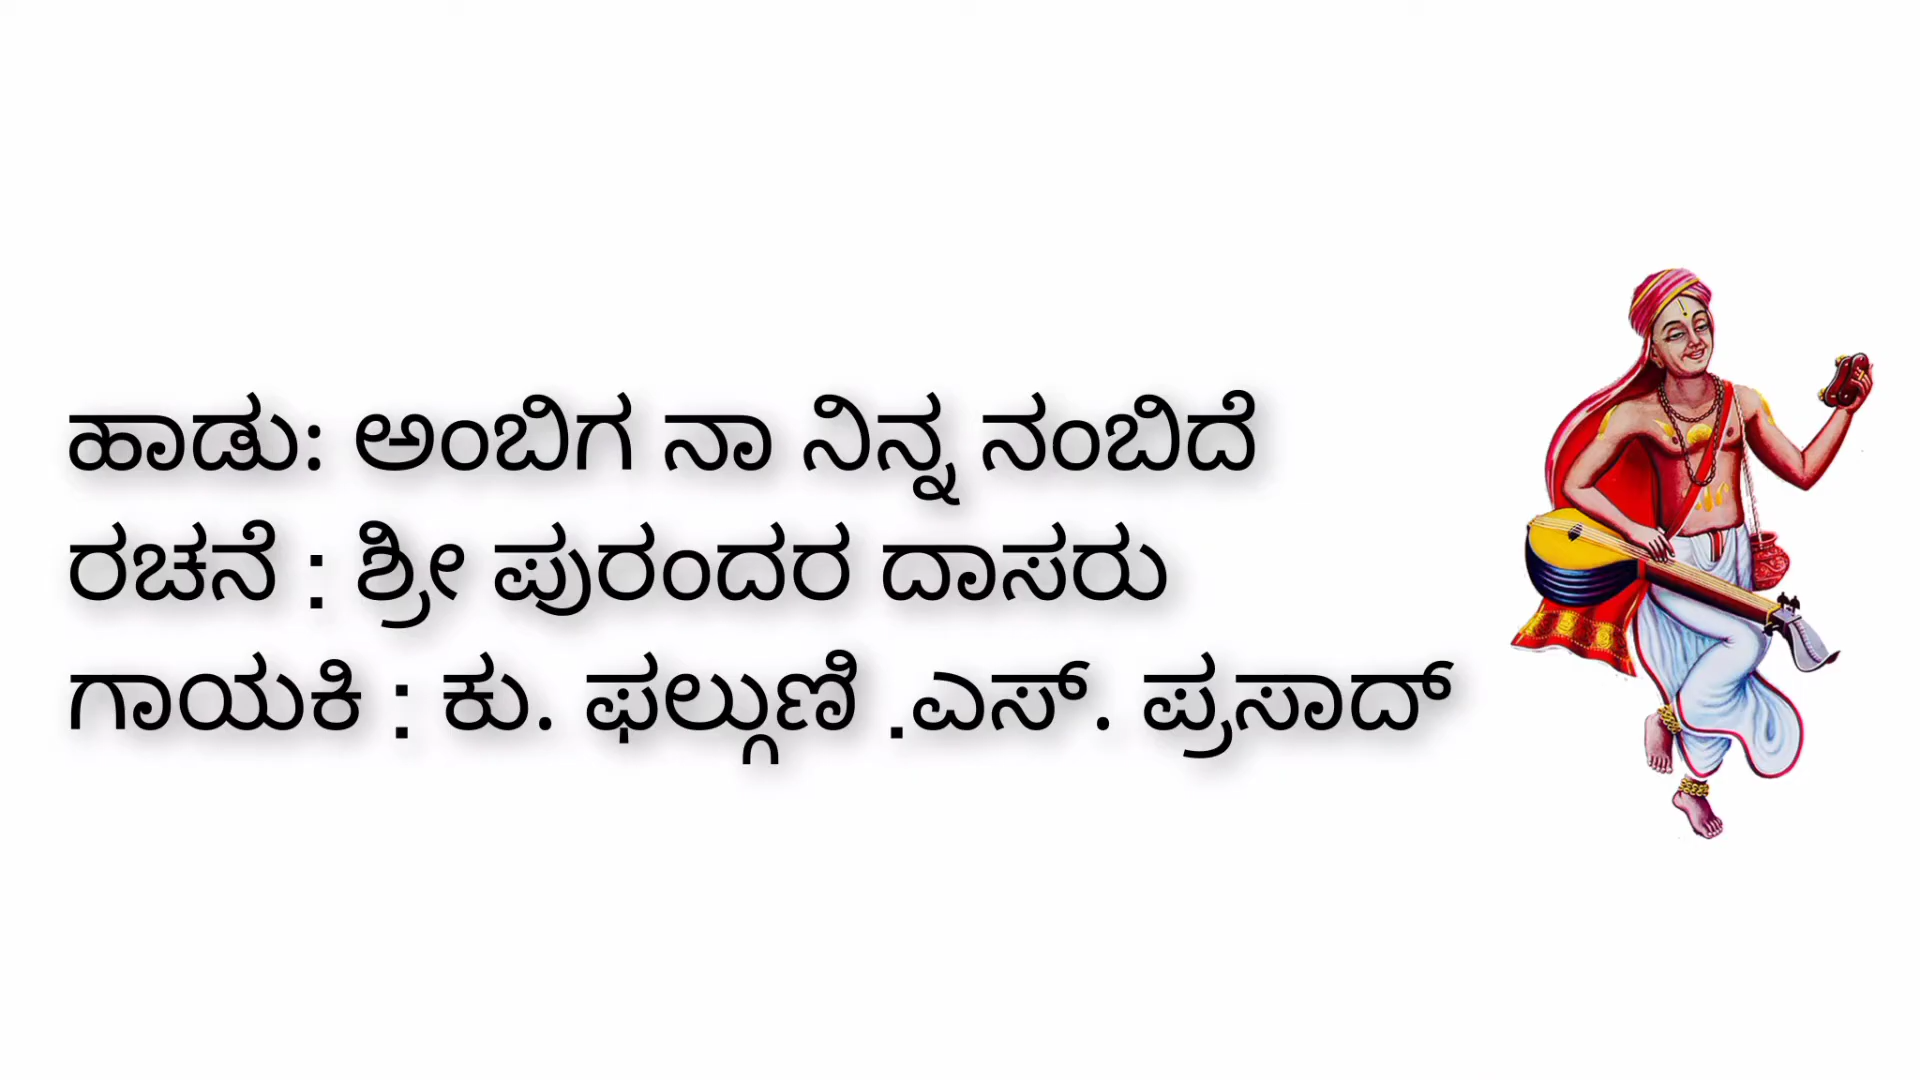 ಹಾಡು: ಅಂಬಿಗ ನಾ ನಿನ್ನ ನಂಬಿದೆ
ರಚನೆ : ಶ್ರೀ ಪುರಂದರ ದಾಸರು
ಗಾಯಕಿ : ಕು. ಫಲ್ಗುಣಿ .ಎಸ್. ಪ್ರಸಾದ್